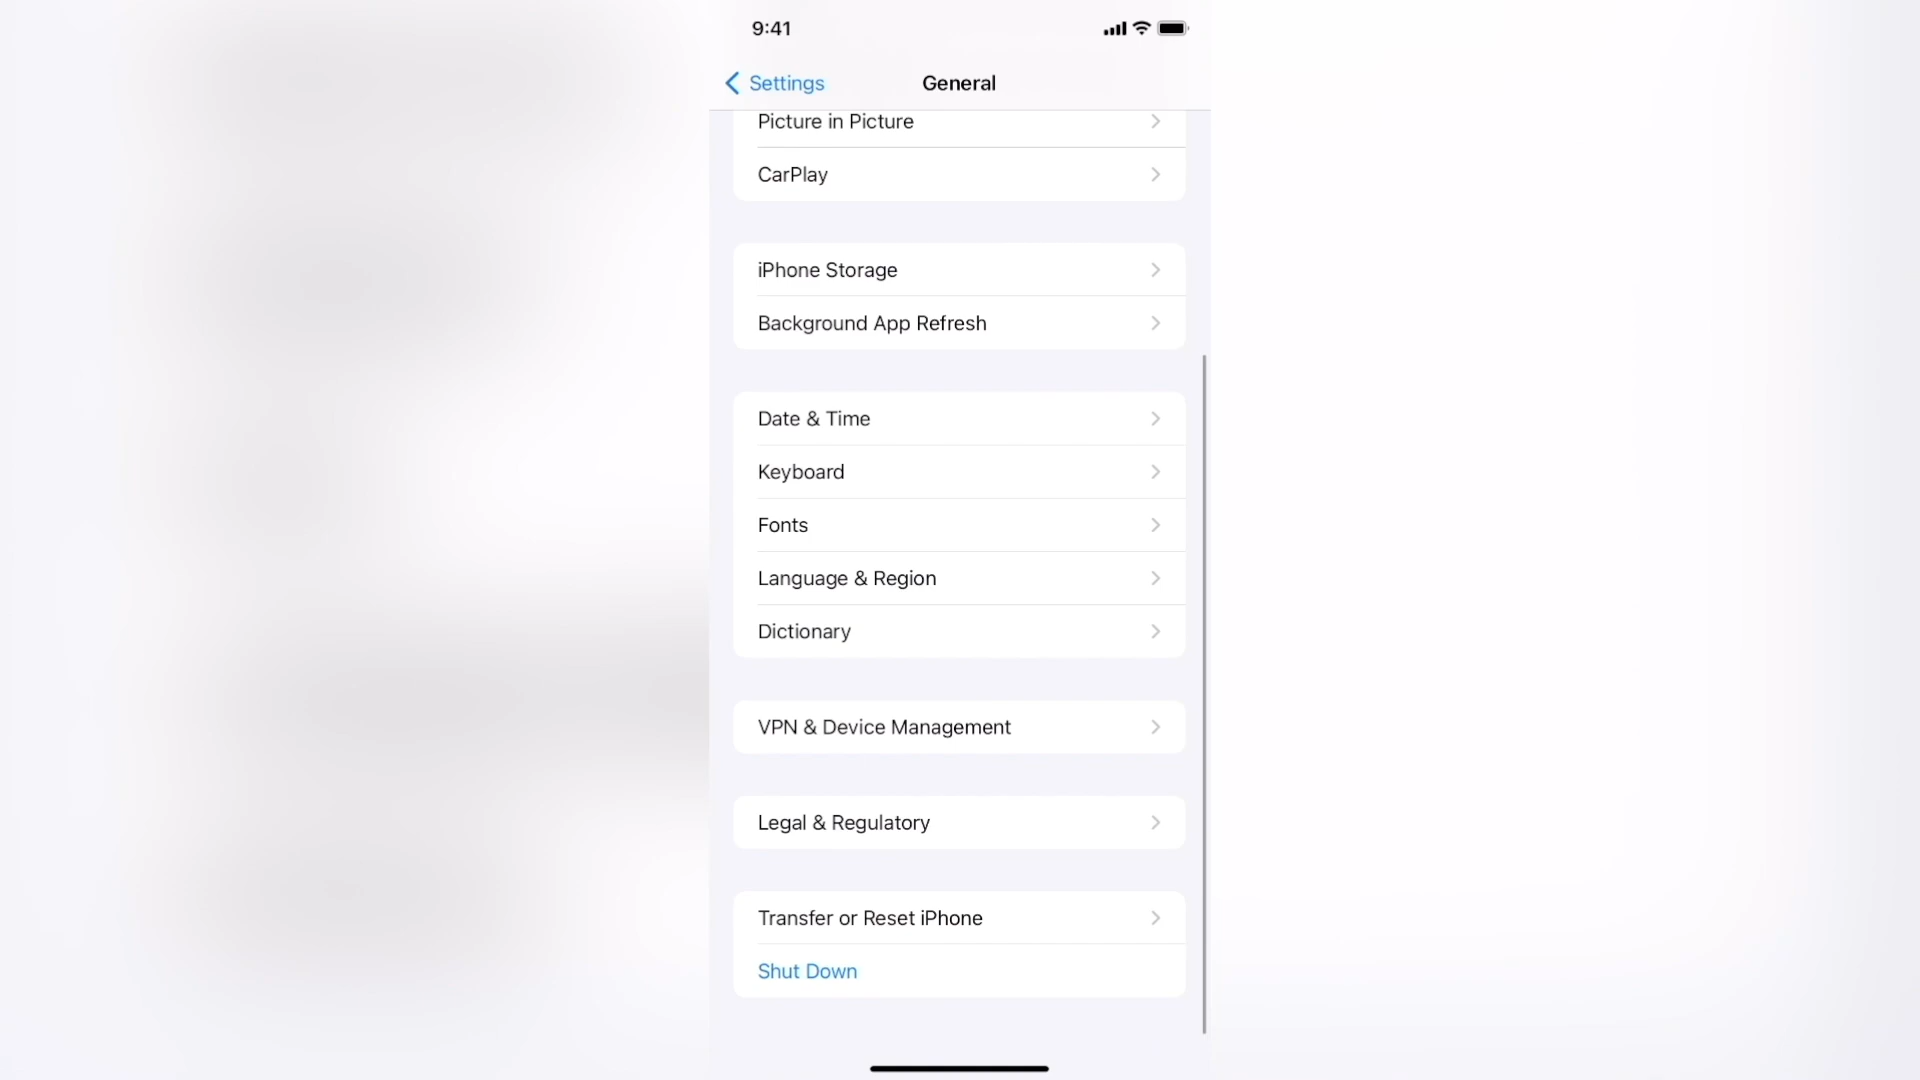 9:41
Settings
General
Picture in Picture
CarPlay
iPhone Storage
Background App Refresh
Date & Time
Keyboard
Fonts
Language & Region
Dictionary
VPN & Device Management
Legal & Regulatory
Transfer or Reset iPhone
Shut Down